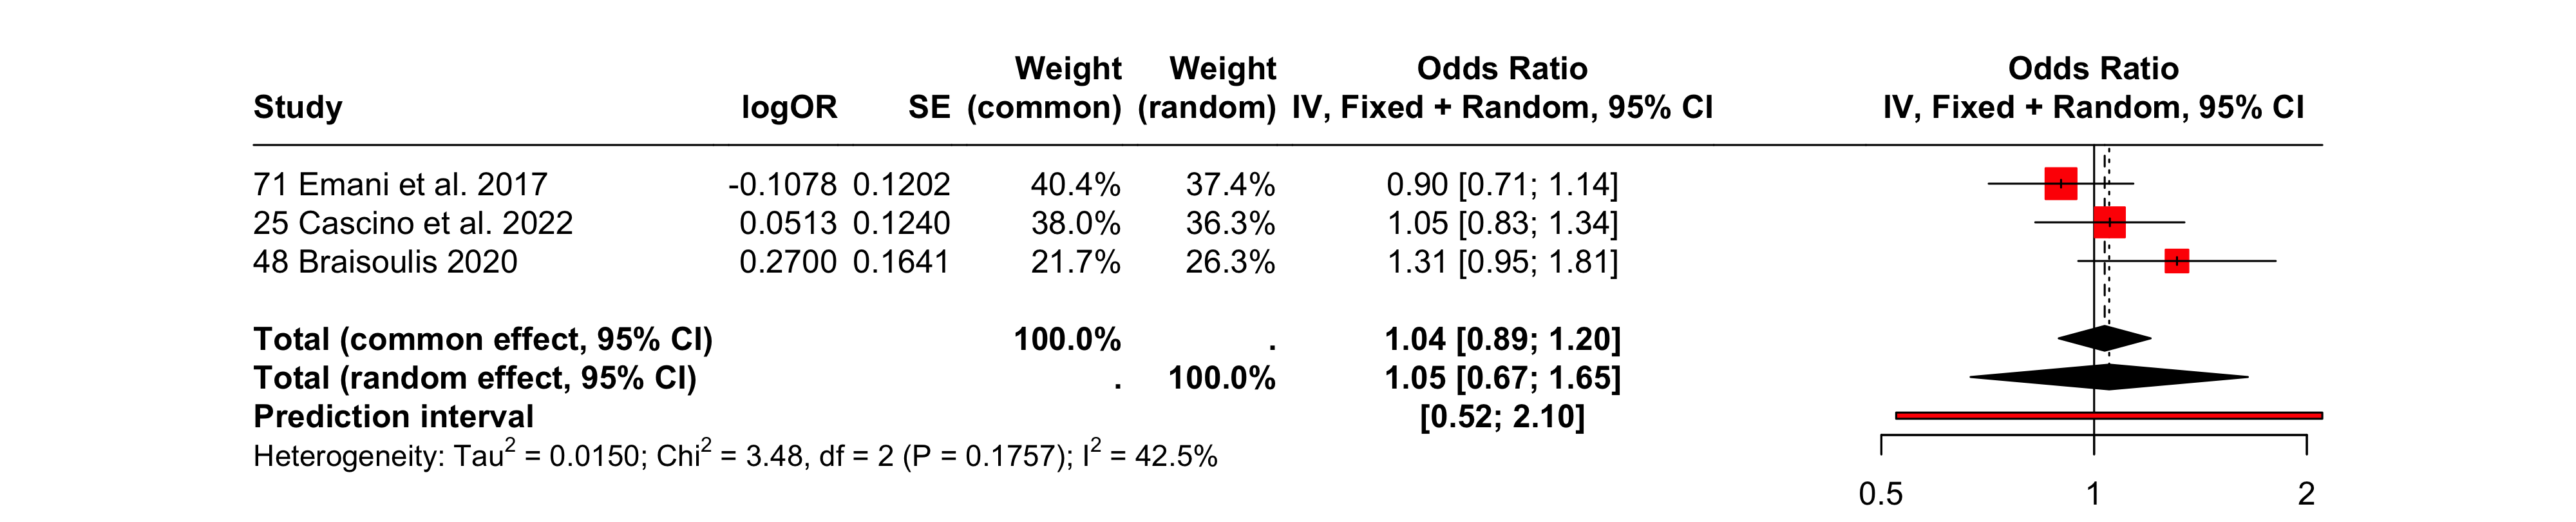 Weight Weight Odds Ratio Odds Ratio
Study logOR SE (common) (random) IV, Fixed + Random, 95% CI IV, Fixed + Random, 95% CI
71 Emani et al. 2017 -0.1078 0.1202 40.4% 37.4% 0.90 [0.71; 1.14]
25 Cascino et al. 2022 0.0513 0.1240 38.0% 36.3% 1.05 [0.83; 1.34]
48 Braisoulis 2020 0.2700 0.1641 21.7% 26.3% 1.31 [0.95; 1.81]
Total (common effect, 95% CI) 100.0% . 1.04 [0.89; 1.20]
Total (random effect, 95% CI) . 100.0% 1.05 [0.67; 1.65]
Prediction interval [0.52; 2.10]
Heterogeneity: Tau² = 0.0150; Chi² = 3.48, df = 2 (P = 0.1757); I² = 42.5%
0.5 1 2